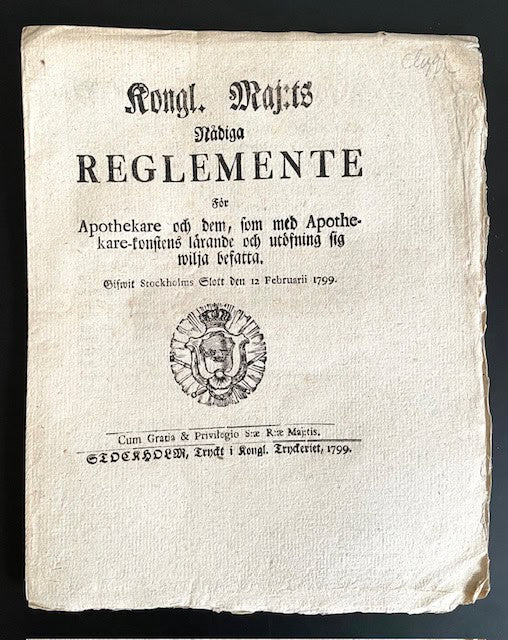 Kongl. Maj:ts
Nådiga
REGLEMENTE
För
Apothekare och dem, som med Apothe-
kare-konstens lärande och utöfning sig
wilja befatta.
Gifwit Stockholms Slott den 12 Februarii 1799.
Cum Gratia & Privilegio S:æ R:æ Maj:tis.
STOCKHOLM, Tryckt i Kongl. Tryckeriet, 1799.